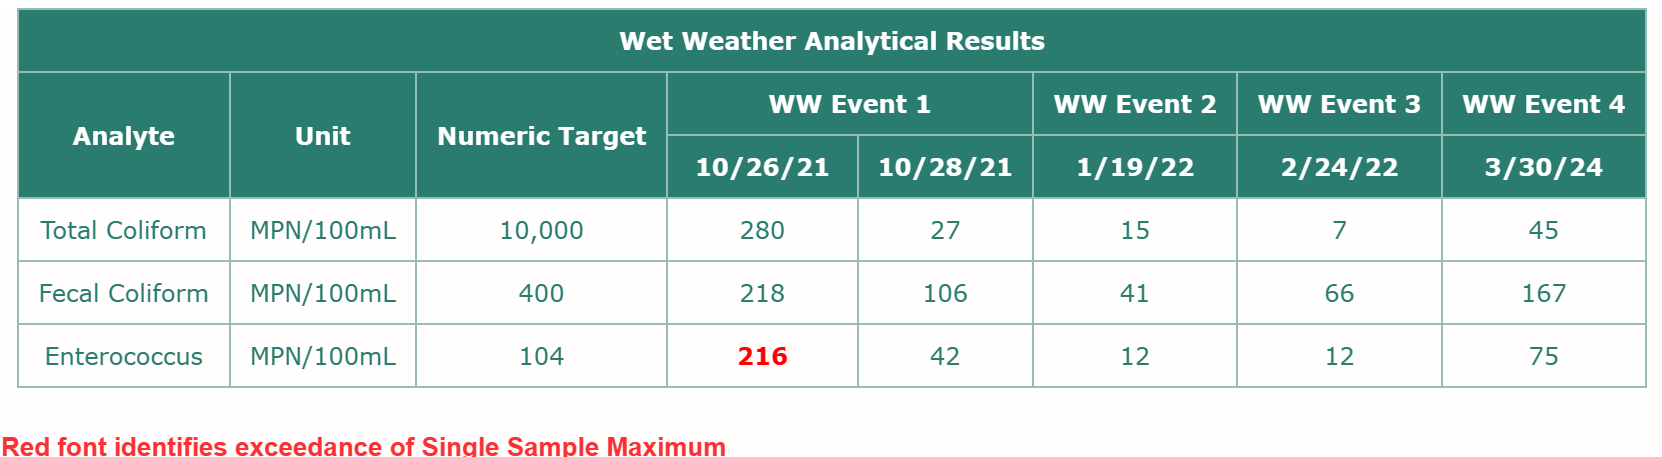 Wet Weather Analytical Results
Analyte Unit Numeric Target WW Event 1 WW Event 2 WW Event 3 WW Event 4
10/26/21 10/28/21 1/19/22 2/24/22 3/30/24
Total Coliform MPN/100mL 10,000 280 27 15 7 45
Fecal Coliform MPN/100mL 400 218 106 41 66 167
Enterococcus MPN/100mL 104 216 42 12 12 75
Red font identifies exceedance of Single Sample Maximum